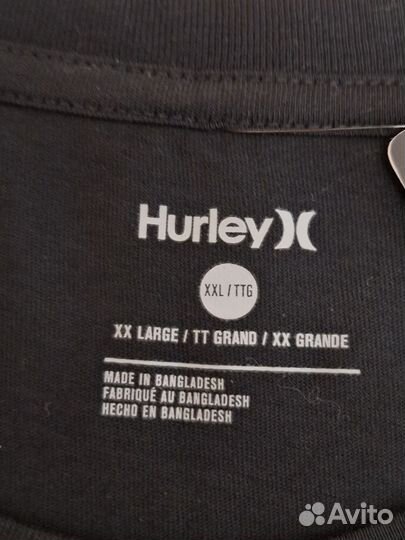 Hurley
XXL/TTG
XX LARGE / TT GRAND / XX GRANDE
MADE IN BANGLADESH
FABRIQUÉ AU BANGLADESH
HECHO EN BANGLADESH
Avito